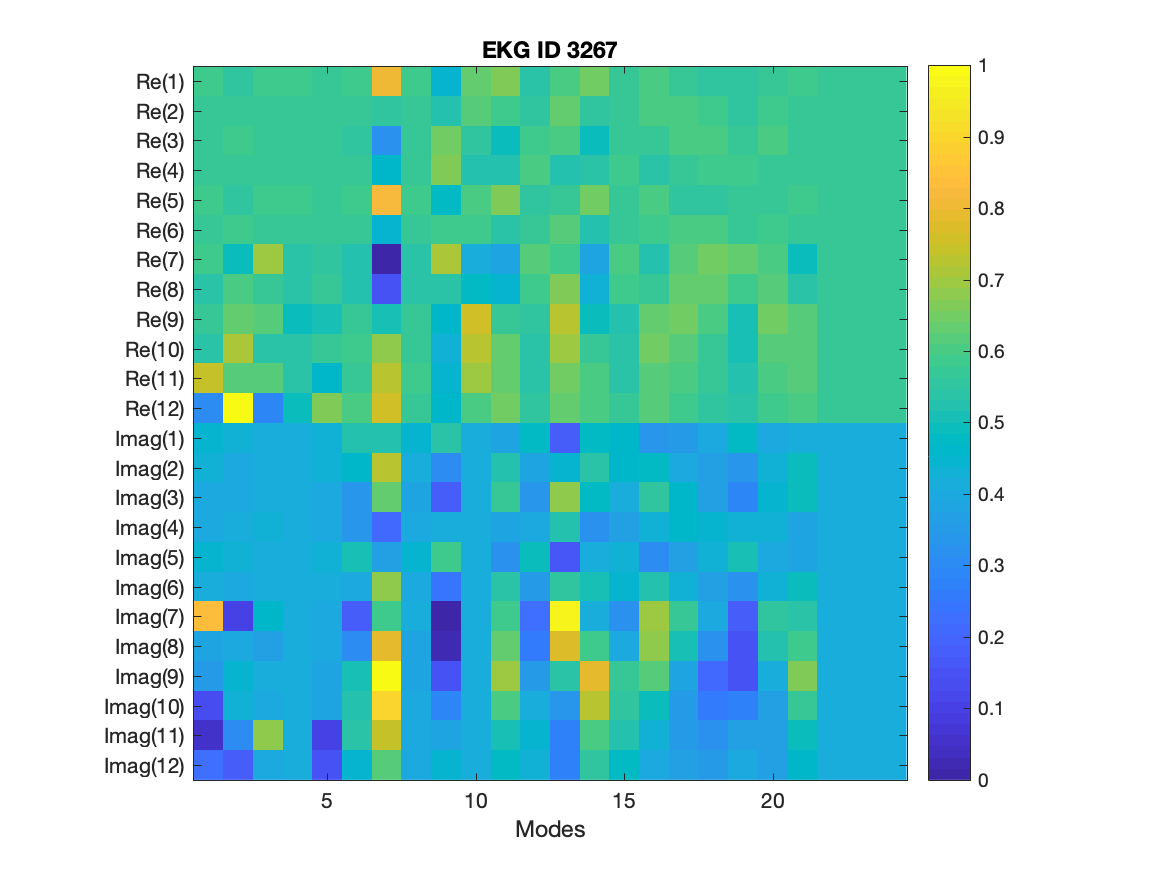 EKG ID 3267
Re(1)
Re(2)
Re(3)
Re(4)
Re(5)
Re(6)
Re(7)
Re(8)
Re(9)
Re(10)
Re(11)
Re(12)
Imag(1)
Imag(2)
Imag(3)
Imag(4)
Imag(5)
Imag(6)
Imag(7)
Imag(8)
Imag(9)
Imag(10)
Imag(11)
Imag(12)
5 10 15 20
Modes
1
0.9
0.8
0.7
0.6
0.5
0.4
0.3
0.2
0.1
0